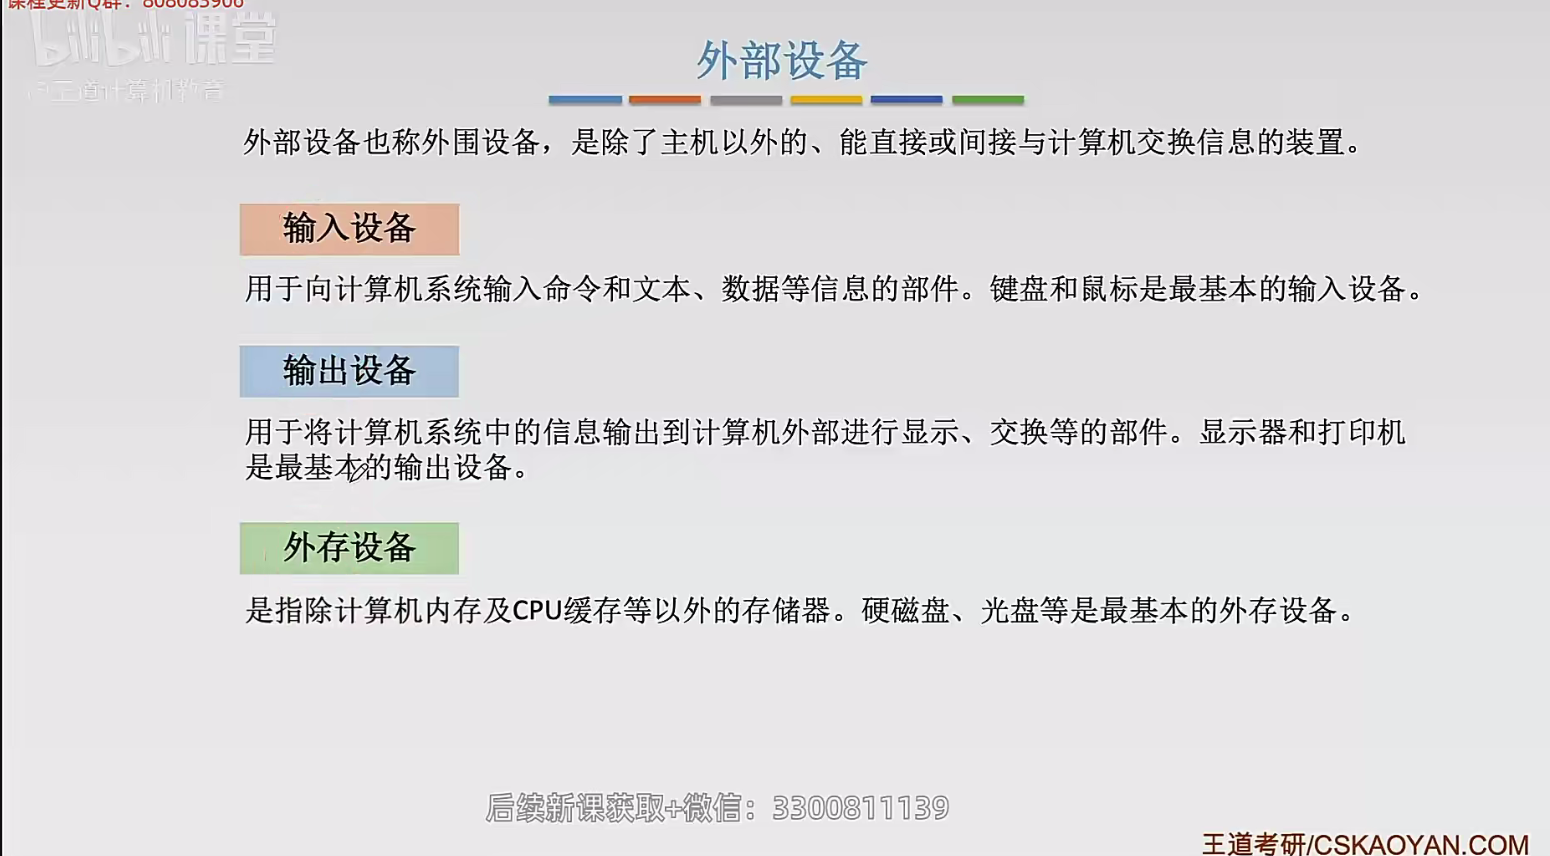 课程更新Q群：808083906
bilibili课堂
@王道计算机教育
外部设备
外部设备也称外围设备，是除了主机以外的、能直接或间接与计算机交换信息的装置。
输入设备
用于向计算机系统输入命令和文本、数据等信息的部件。键盘和鼠标是最基本的输入设备。
输出设备
用于将计算机系统中的信息输出到计算机外部进行显示、交换等的部件。显示器和打印机
是最基本的输出设备。
外存设备
是指除计算机内存及CPU缓存等以外的存储器。硬磁盘、光盘等是最基本的外存设备。
后续新课获取+微信：3300811139
王道考研/CSKAOYAN.COM